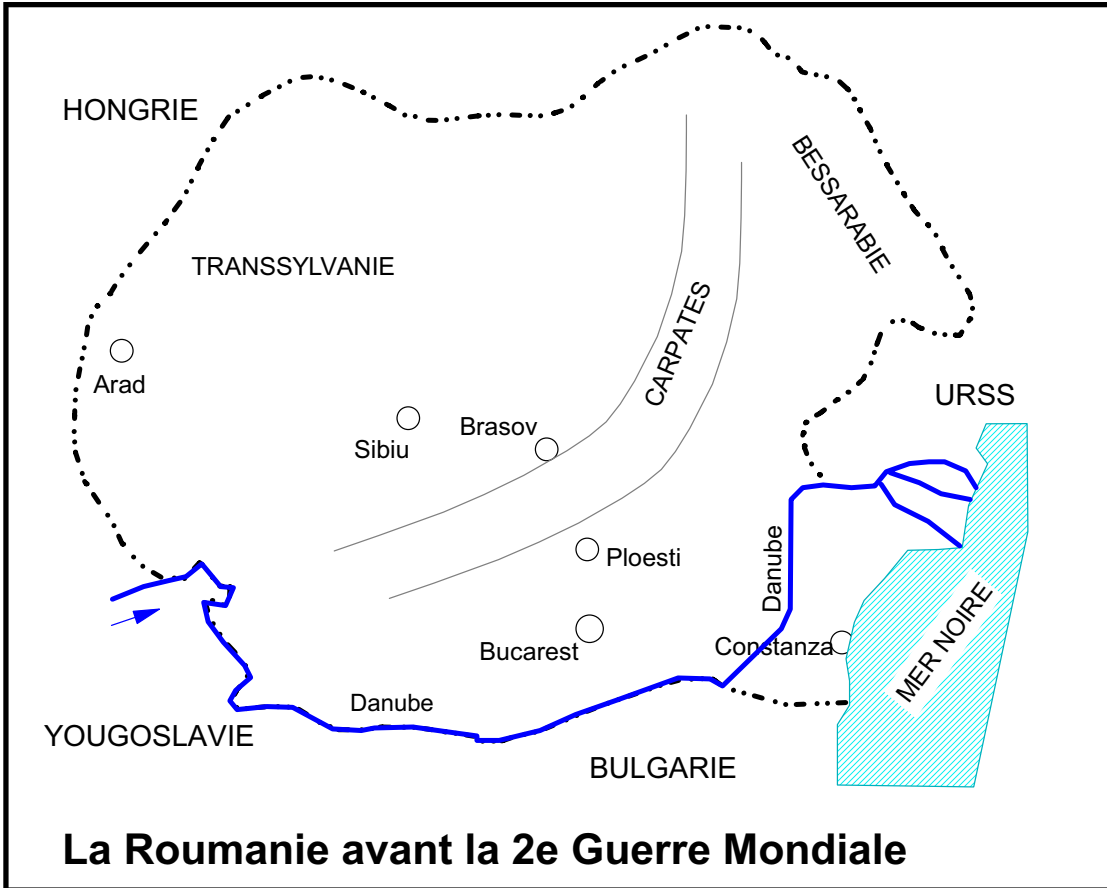 HONGRIE
BESSARABIE
TRANSSYLVANIE
CARPATES
Arad
URSS
Brasov
Sibiu
Ploesti
Danube
MER NOIRE
Bucarest
Constanza
Danube
YOUGOSLAVIE
BULGARIE
La Roumanie avant la 2e Guerre Mondiale